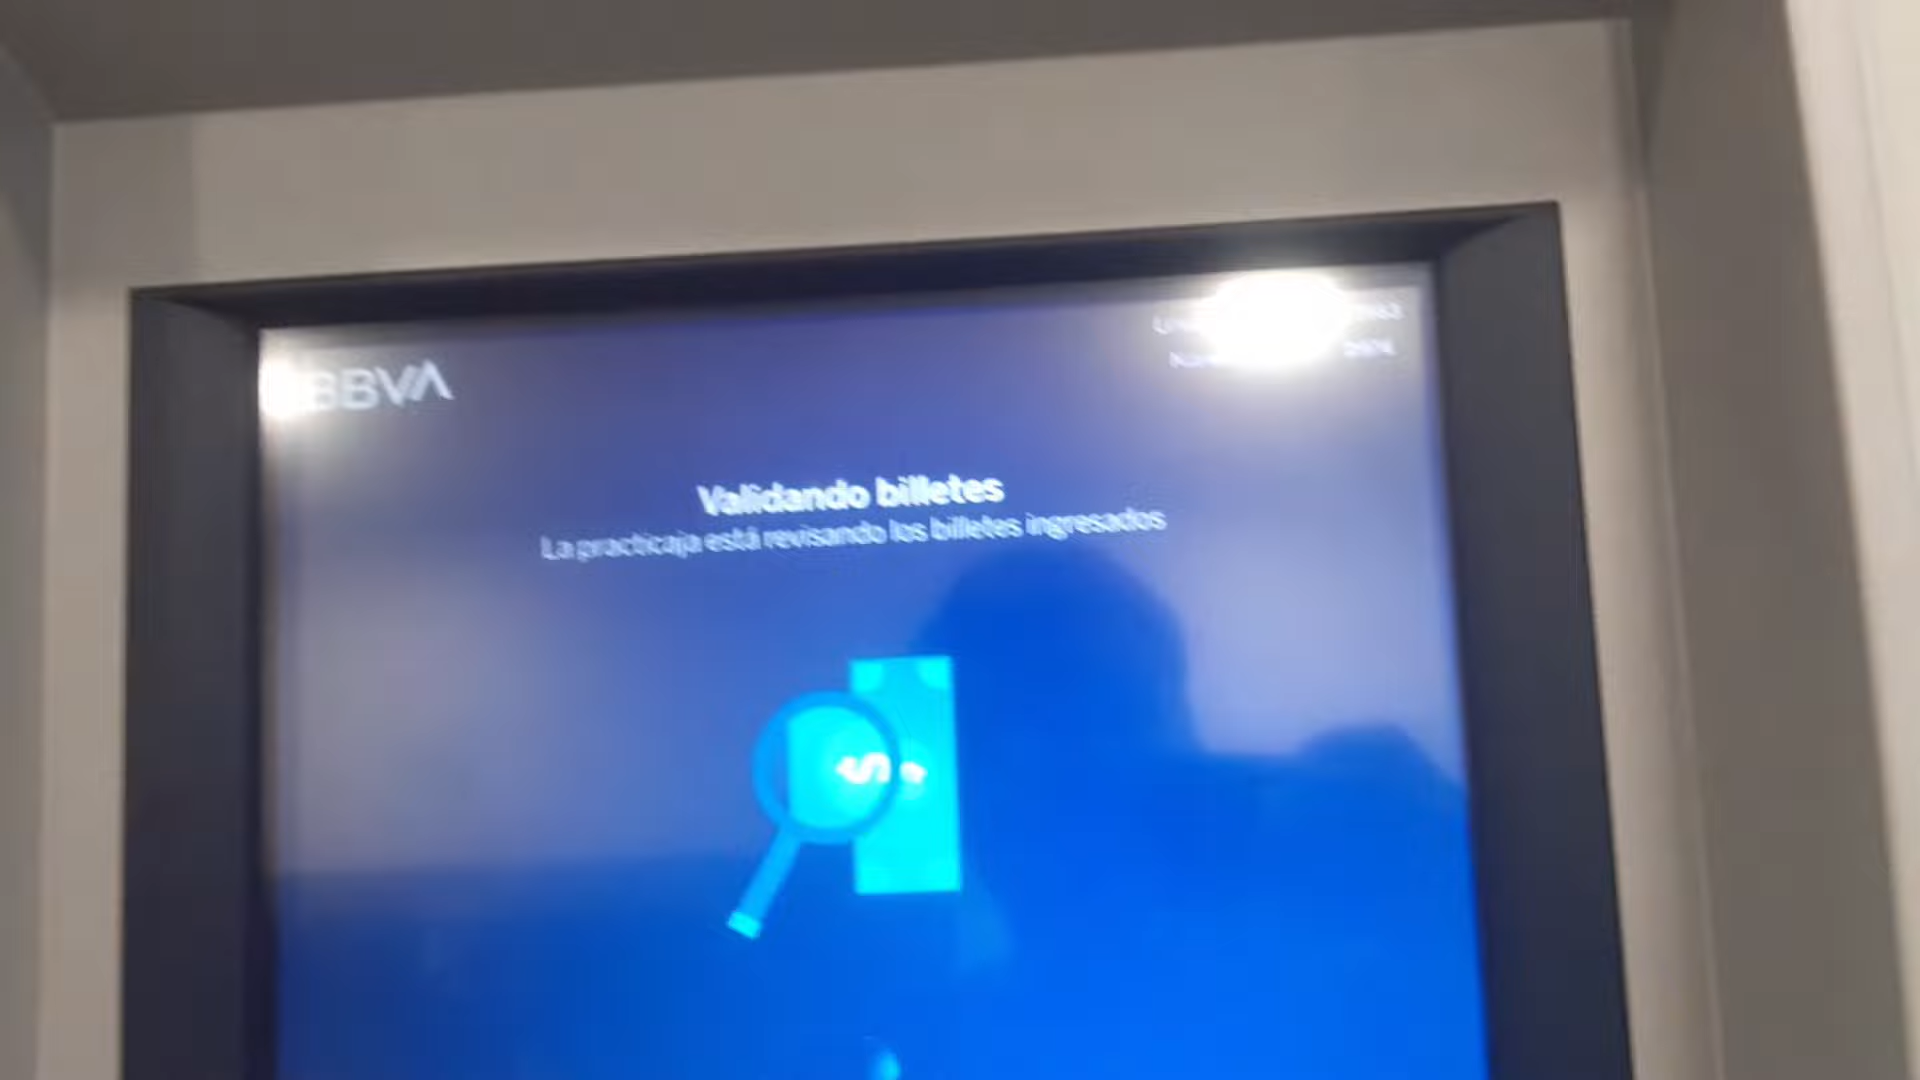 BBVA
Validando billetes
La practicaja está revisando los billetes ingresados
$